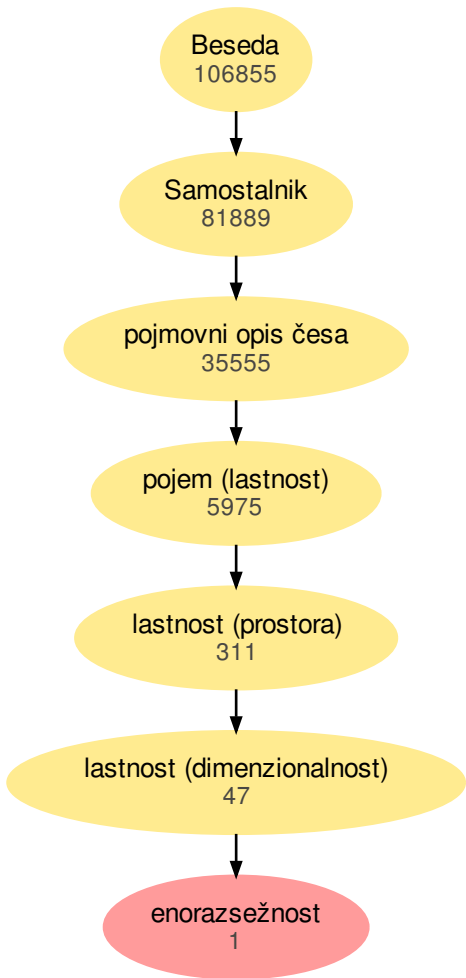 Beseda
106855
Samostalnik
81889
pojmovni opis česa
35555
pojem (lastnost)
5975
lastnost (prostora)
311
lastnost (dimenzionalnost)
47
enorazsežnost
1